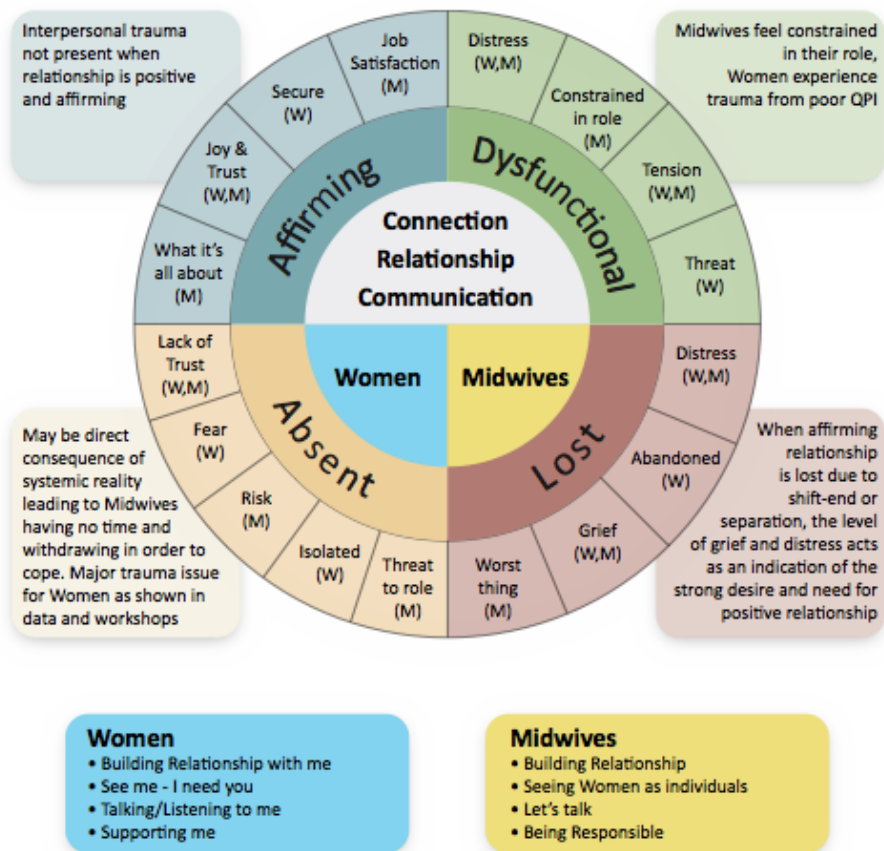 Interpersonal trauma
not present when
relationship is positive
and affirming
Midwives feel constrained
in their role,
Women experience
trauma from poor QPI
Job
Satisfaction
(M)
Distress
(W,M)
Secure
(W)
Constrained
in role
(M)
Joy &
Trust
(W,M)
Tension
(W,M)
What it's
all about
(M)
Threat
(W)
Affirming
Dysfunctional
Connection
Relationship
Communication
Women
Midwives
Absent
Lost
Lack of
Trust
(W,M)
Fear
(W)
Risk
(M)
Isolated
(W)
Threat
to role
(M)
Worst
thing
(M)
Grief
(W,M)
Abandoned
(W)
Distress
(W,M)
May be direct
consequence of
systemic reality
leading to Midwives
having no time and
withdrawing in order to
cope. Major trauma issue
for Women as shown in
data and workshops
When affirming
relationship
is lost due to
shift-end or
separation, the level
of grief and distress acts
as an indication of the
strong desire and need for
positive relationship
Women
• Building Relationship with me
• See me - I need you
• Talking/Listening to me
• Supporting me
Midwives
• Building Relationship
• Seeing Women as individuals
• Let's talk
• Being Responsible